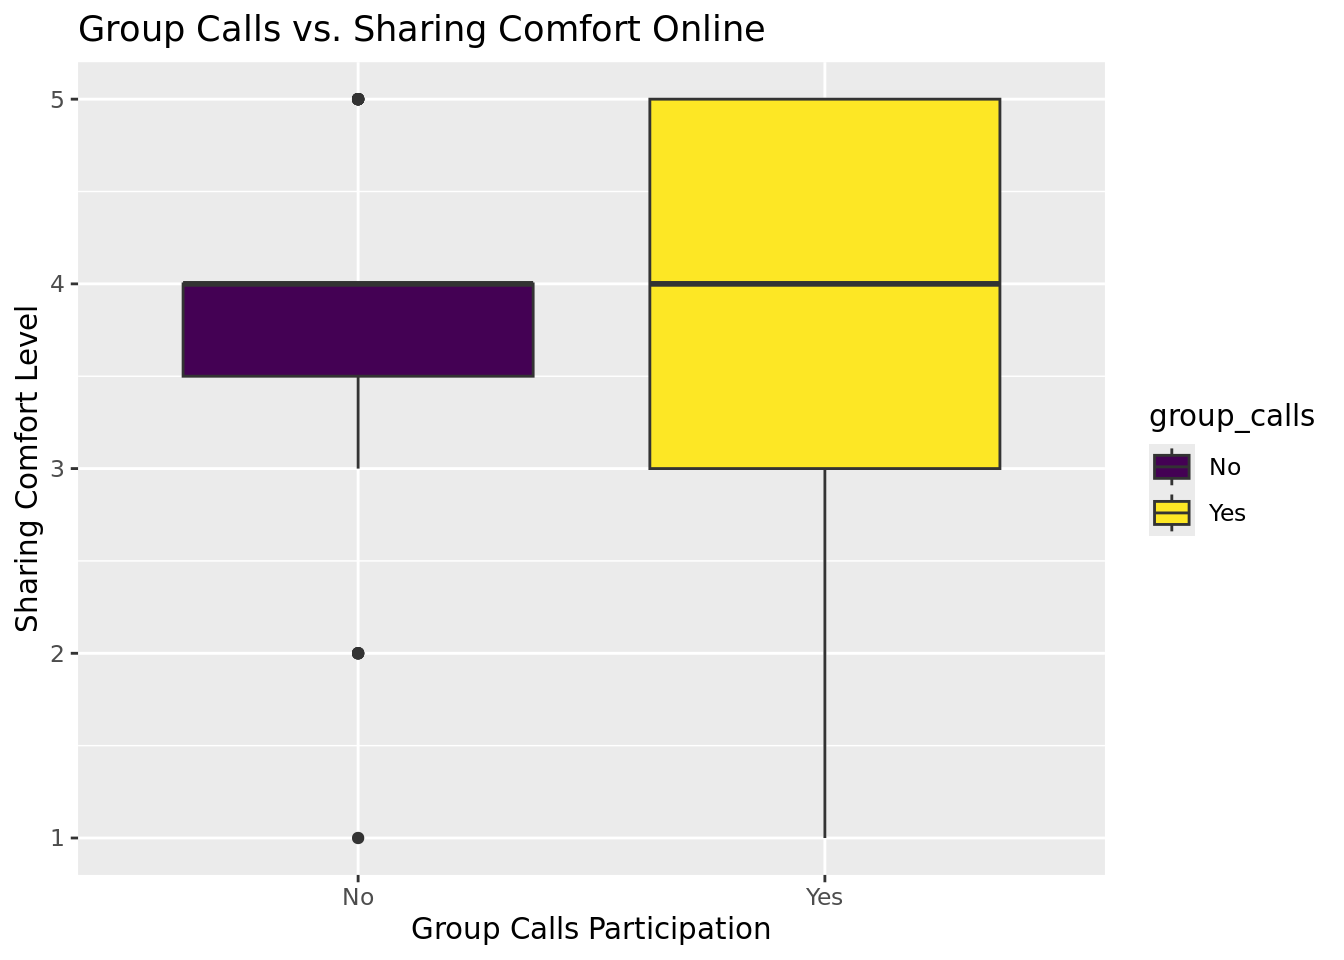 Group Calls vs. Sharing Comfort Online
5
4
3
2
1
Sharing Comfort Level
No
Yes
Group Calls Participation
group_calls
No
Yes